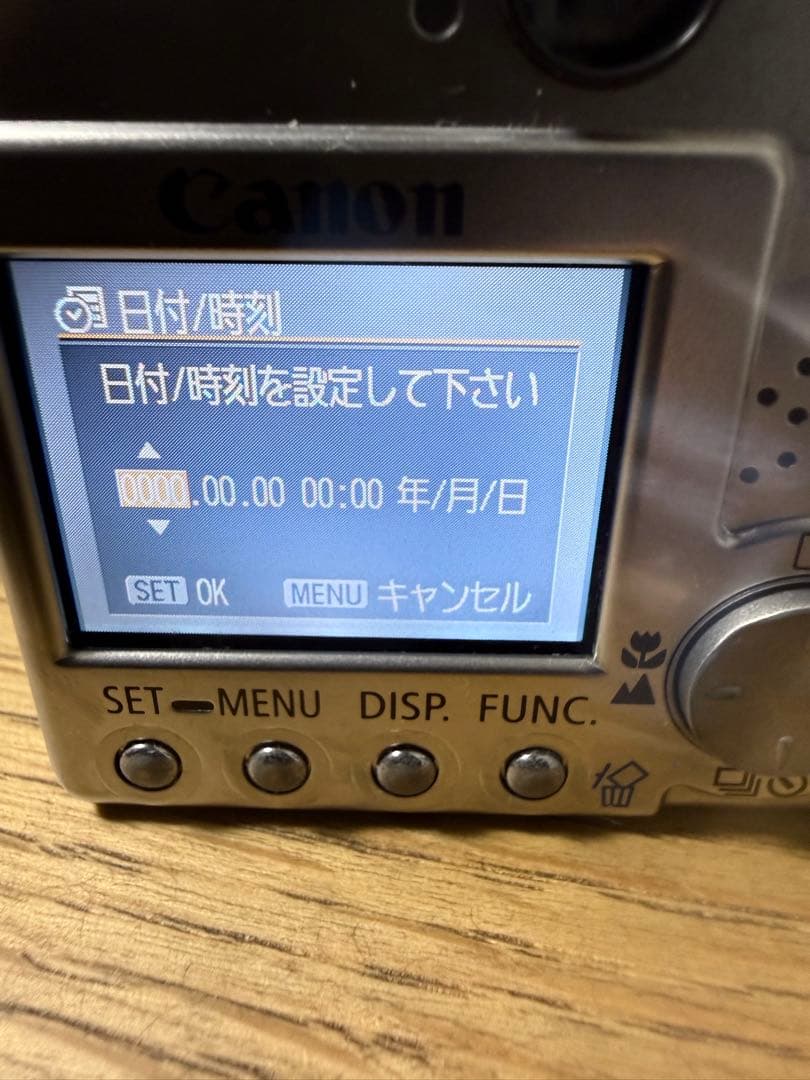 Canon
日付/時刻
日付/時刻を設定して下さい
0000.00.00 00:00 年/月/日
SET OK MENU キャンセル
SET MENU DISP. FUNC.